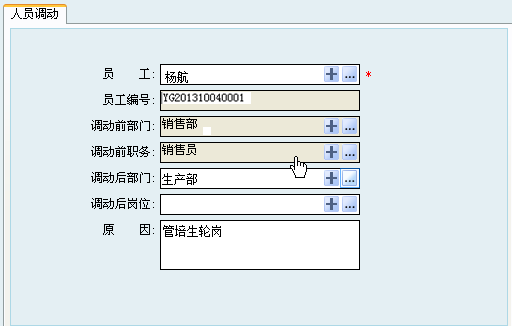 人员调动
员 工: 杨航 + ... *
员工编号: YG201310040001
调动前部门: 销售部 + ...
调动前职务: 销售员 + ...
调动后部门: 生产部 + ...
调动后岗位: + ...
原 因: 管培生轮岗